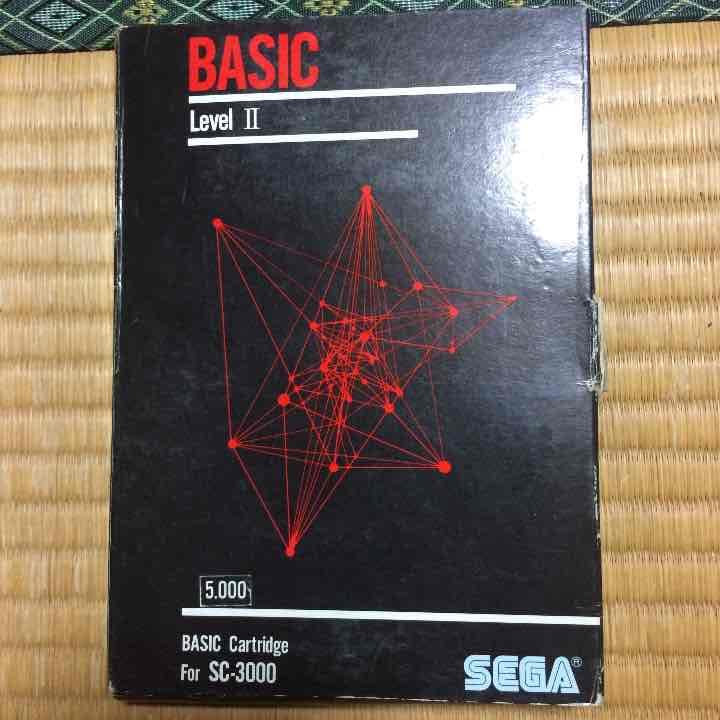 BASIC
Level II
5.000
BASIC Cartridge
For SC-3000
SEGA®